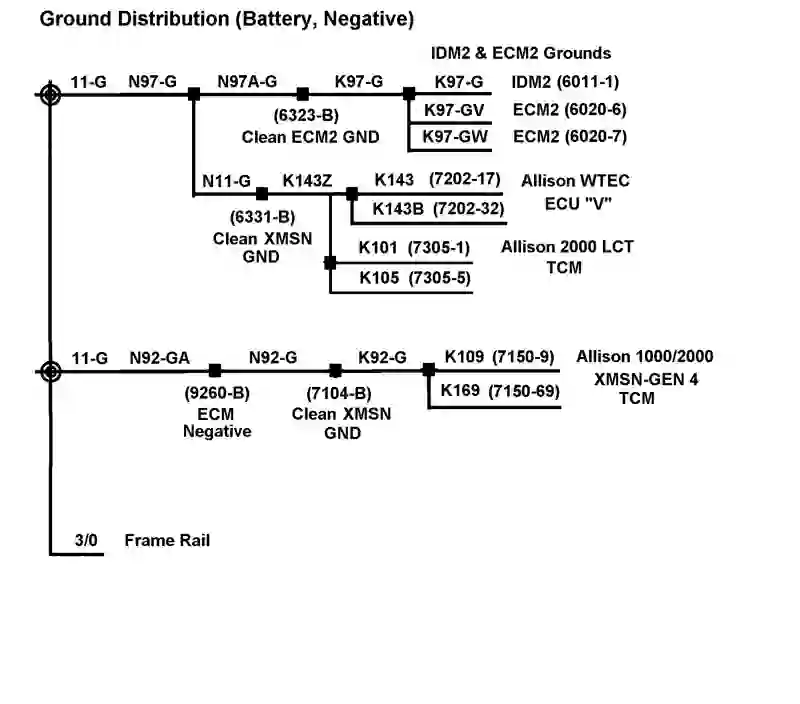 Ground Distribution (Battery, Negative)
IDM2 & ECM2 Grounds
11-G N97-G N97A-G K97-G K97-G IDM2 (6011-1)
K97-GV ECM2 (6020-6)
(6323-B)
Clean ECM2 GND
K97-GW ECM2 (6020-7)
N11-G K143Z K143 (7202-17) Allison WTEC
K143B (7202-32) ECU "V"
(6331-B)
Clean XMSN
GND
K101 (7305-1) Allison 2000 LCT
TCM
K105 (7305-5)
11-G N92-GA N92-G K92-G K109 (7150-9) Allison 1000/2000
XMSN-GEN 4
K169 (7150-69) TCM
(9260-B) (7104-B)
ECM Clean XMSN
Negative GND
3/0 Frame Rail